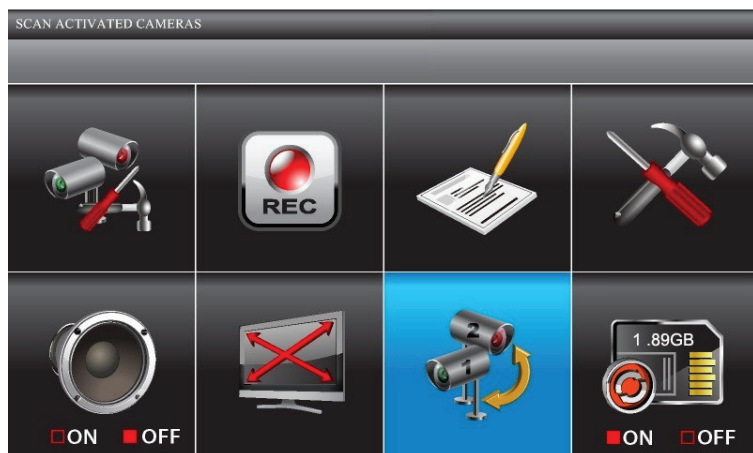 SCAN ACTIVATED CAMERAS
REC
2
1
1 .89GB
ON OFF
ON OFF